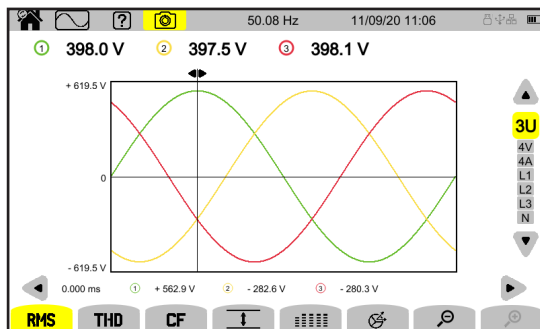 ? 50.08 Hz 11/09/20 11:06
1 398.0 V 2 397.5 V 3 398.1 V
+ 619.5 V
0
- 619.5 V
3U
4V
4A
L1
L2
L3
N
0.000 ms 1 + 562.9 V 2 - 282.6 V 3 - 280.3 V
RMS THD CF